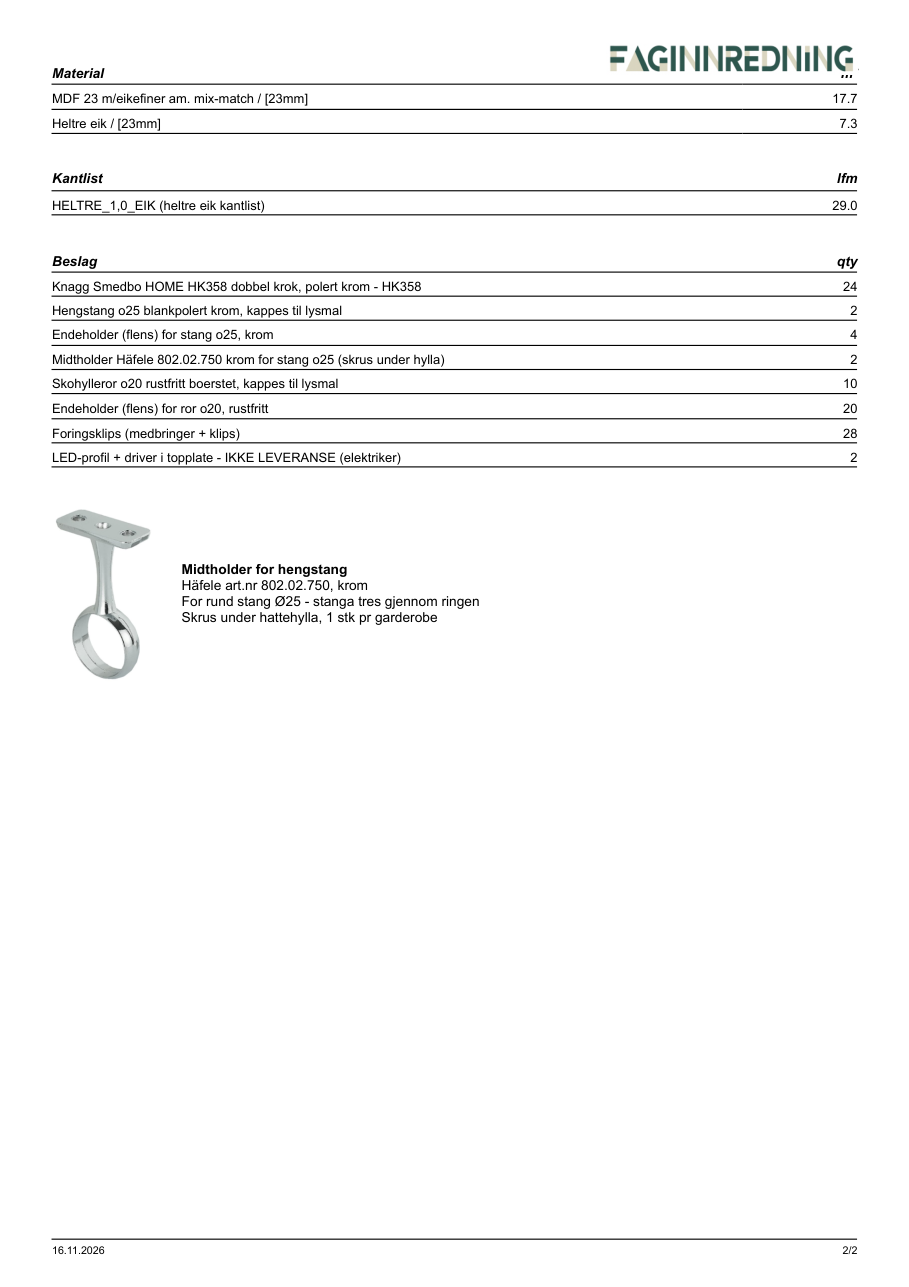 FAGINNREDNiNG
Material
MDF 23 m/eikefiner am. mix-match / [23mm] 17.7
Heltre eik / [23mm] 7.3
Kantlist lfm
HELTRE_1,0_EIK (heltre eik kantlist) 29.0
Beslag qty
Knagg Smedbo HOME HK358 dobbel krok, polert krom - HK358 24
Hengstang o25 blankpolert krom, kappes til lysmal 2
Endeholder (flens) for stang o25, krom 4
Midtholder Häfele 802.02.750 krom for stang o25 (skrus under hylla) 2
Skohylleror o20 rustfritt boerstet, kappes til lysmal 10
Endeholder (flens) for ror o20, rustfritt 20
Foringsklips (medbringer + klips) 28
LED-profil + driver i topplate - IKKE LEVERANSE (elektriker) 2
Midtholder for hengstang
Häfele art.nr 802.02.750, krom
For rund stang Ø25 - stanga tres gjennom ringen
Skrus under hattehylla, 1 stk pr garderobe
16.11.2026 2/2